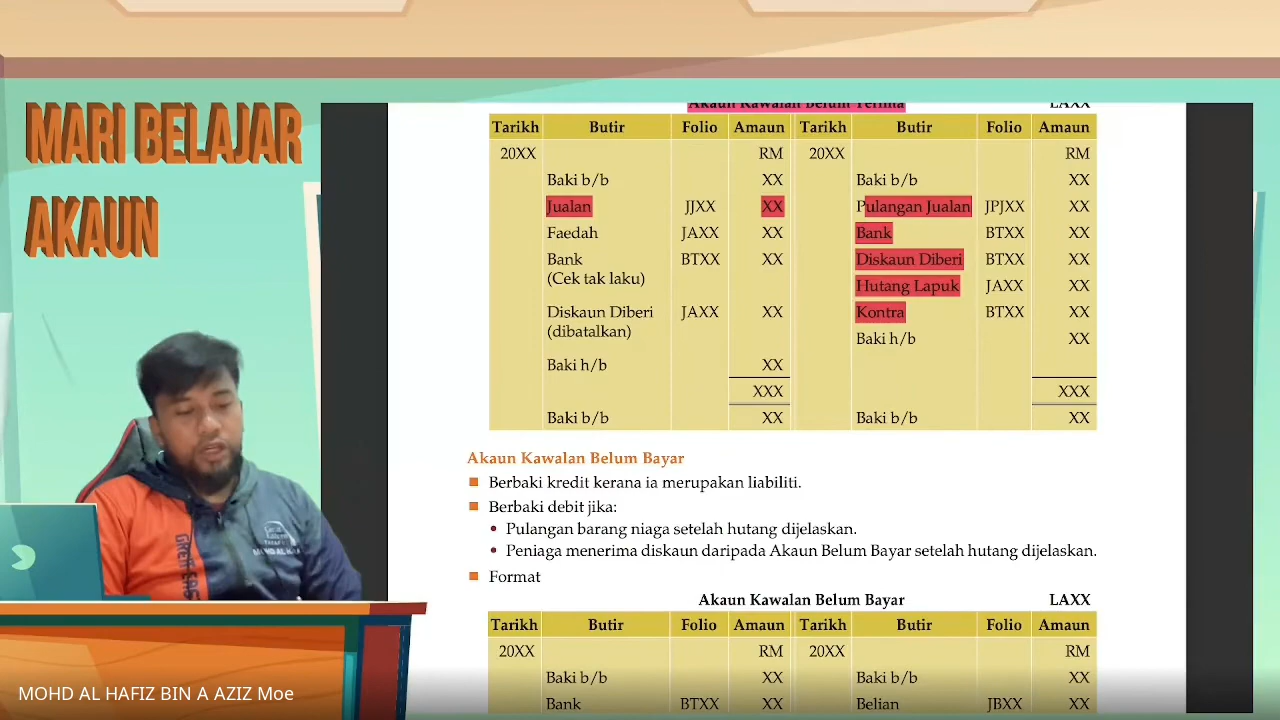 MARI BELAJAR
AKAUN
Akaun Kawalan Belum Terima LAXX
Tarikh Butir Folio Amaun Tarikh Butir Folio Amaun
20XX RM 20XX RM
Baki b/b XX Baki b/b XX
Jualan JJXX XX Pulangan Jualan JPJXX XX
Faedah JAXX XX Bank BTXX XX
Bank BTXX XX Diskaun Diberi BTXX XX
(Cek tak laku)
Hutang Lapuk JAXX XX
Diskaun Diberi JAXX XX Kontra BTXX XX
(dibatalkan)
Baki h/b XX
Baki h/b XX
XXX XXX
Baki b/b XX Baki b/b XX
Akaun Kawalan Belum Bayar
Berbaki kredit kerana ia merupakan liabiliti.
Berbaki debit jika:
Pulangan barang niaga setelah hutang dijelaskan.
Peniaga menerima diskaun daripada Akaun Belum Bayar setelah hutang dijelaskan.
Format
Akaun Kawalan Belum Bayar LAXX
Tarikh Butir Folio Amaun Tarikh Butir Folio Amaun
20XX RM 20XX RM
Baki b/b XX Baki b/b XX
Bank BTXX XX Belian JBXX XX
MOHD AL HAFIZ BIN A AZIZ Moe